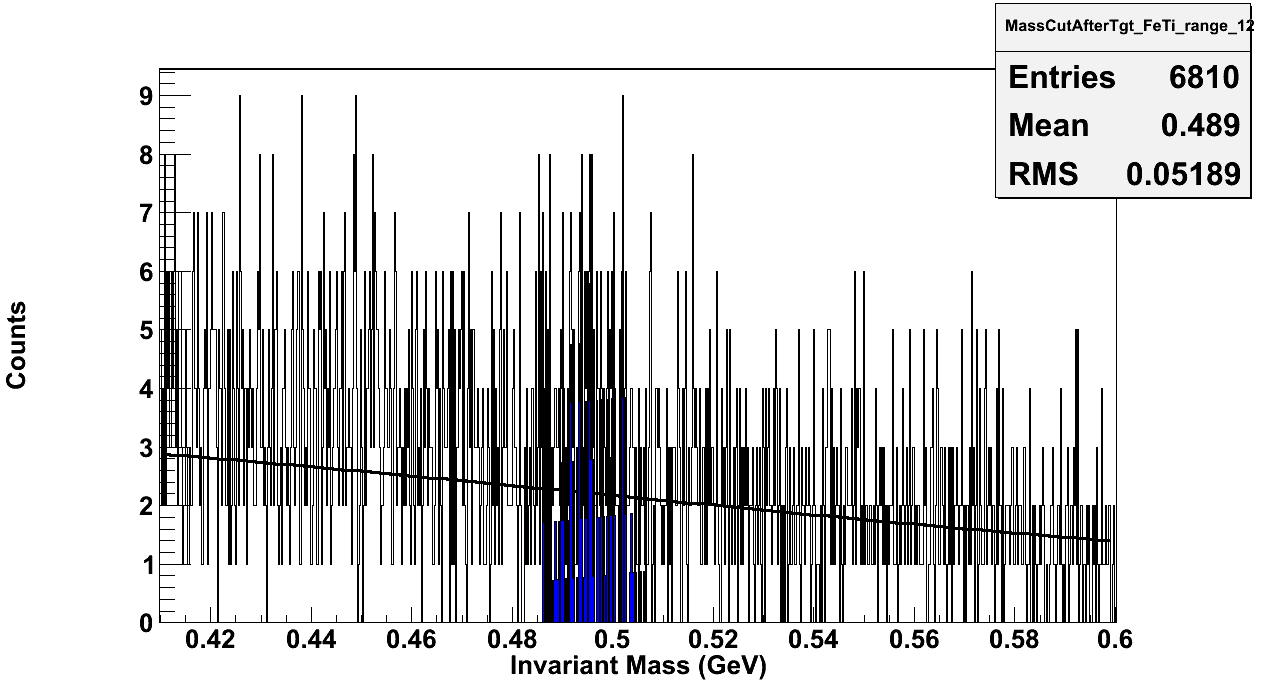 MassCutAfterTgt_FeTi_range_12
Entries 6810
Mean 0.489
RMS 0.05189
Counts
9
8
7
6
5
4
3
2
1
0
0.42 0.44 0.46 0.48 0.5 0.52 0.54 0.56 0.58 0.6
Invariant Mass (GeV)